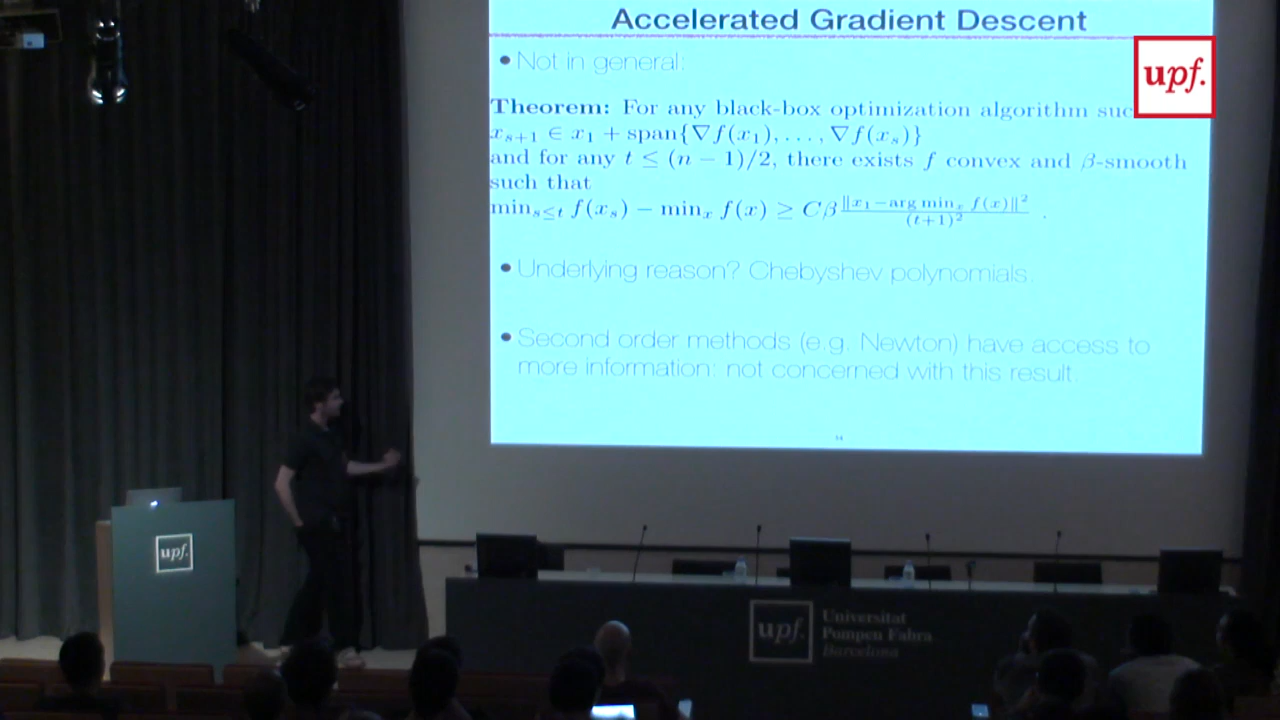 Accelerated Gradient Descent
• Not in general:
upf.
Theorem: For any black-box optimization algorithm
x_{s+1} ∈ x_1 + span{∇f(x_1), . . . , ∇f(x_s)}
and for any t ≤ (n − 1)/2, there exists f convex and β-smooth
such that
min_{s≤t} f(x_s) − min_x f(x) ≥ Cβ ‖x_1−arg min_x f(x)‖^2 / (t+1)^2 .
• Underlying reason? Chebyshev polynomials.
• Second order methods (e.g. Newton) have access to
more information: not concerned with this result.
upf.
upf.
Universitat
Pompeu Fabra
Barcelona